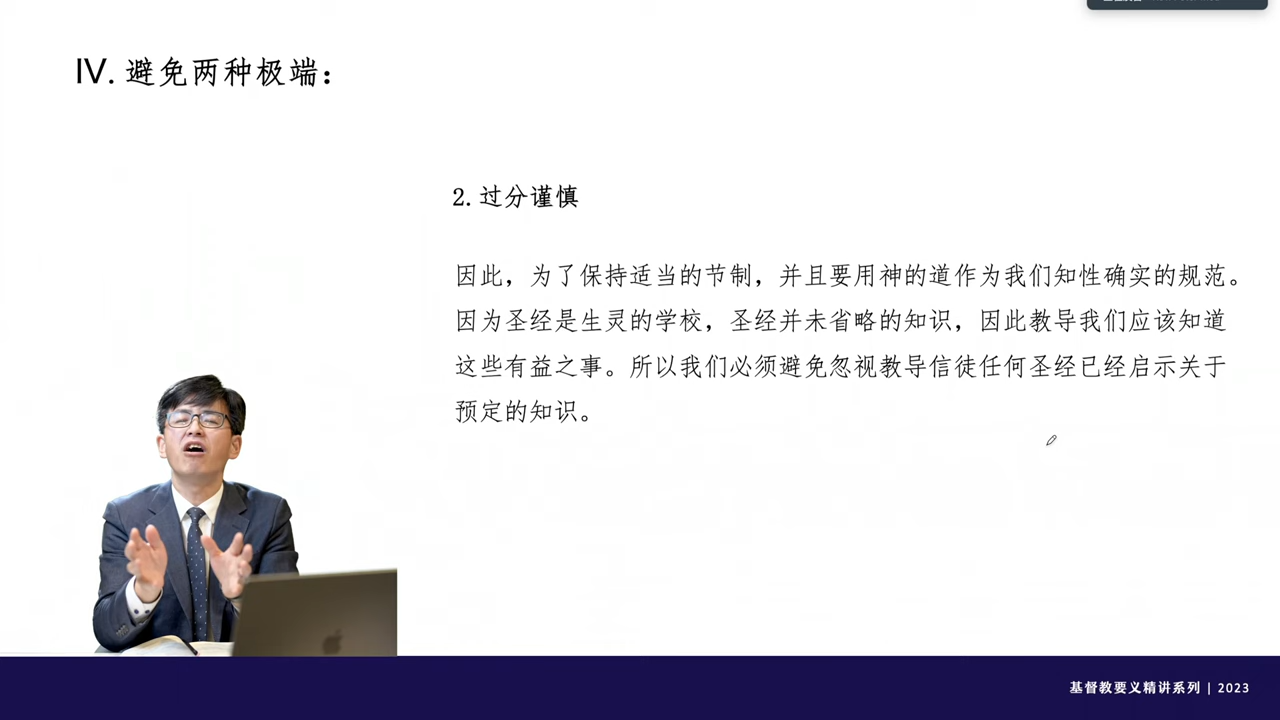 IV. 避免两种极端：
2. 过分谨慎
因此，为了保持适当的节制，并且要用神的道作为我们知性确实的规范。
因为圣经是生灵的学校，圣经并未省略的知识，因此教导我们应该知道
这些有益之事。所以我们必须避免忽视教导信徒任何圣经已经启示关于
预定的知识。
基督教要义精讲系列 | 2023